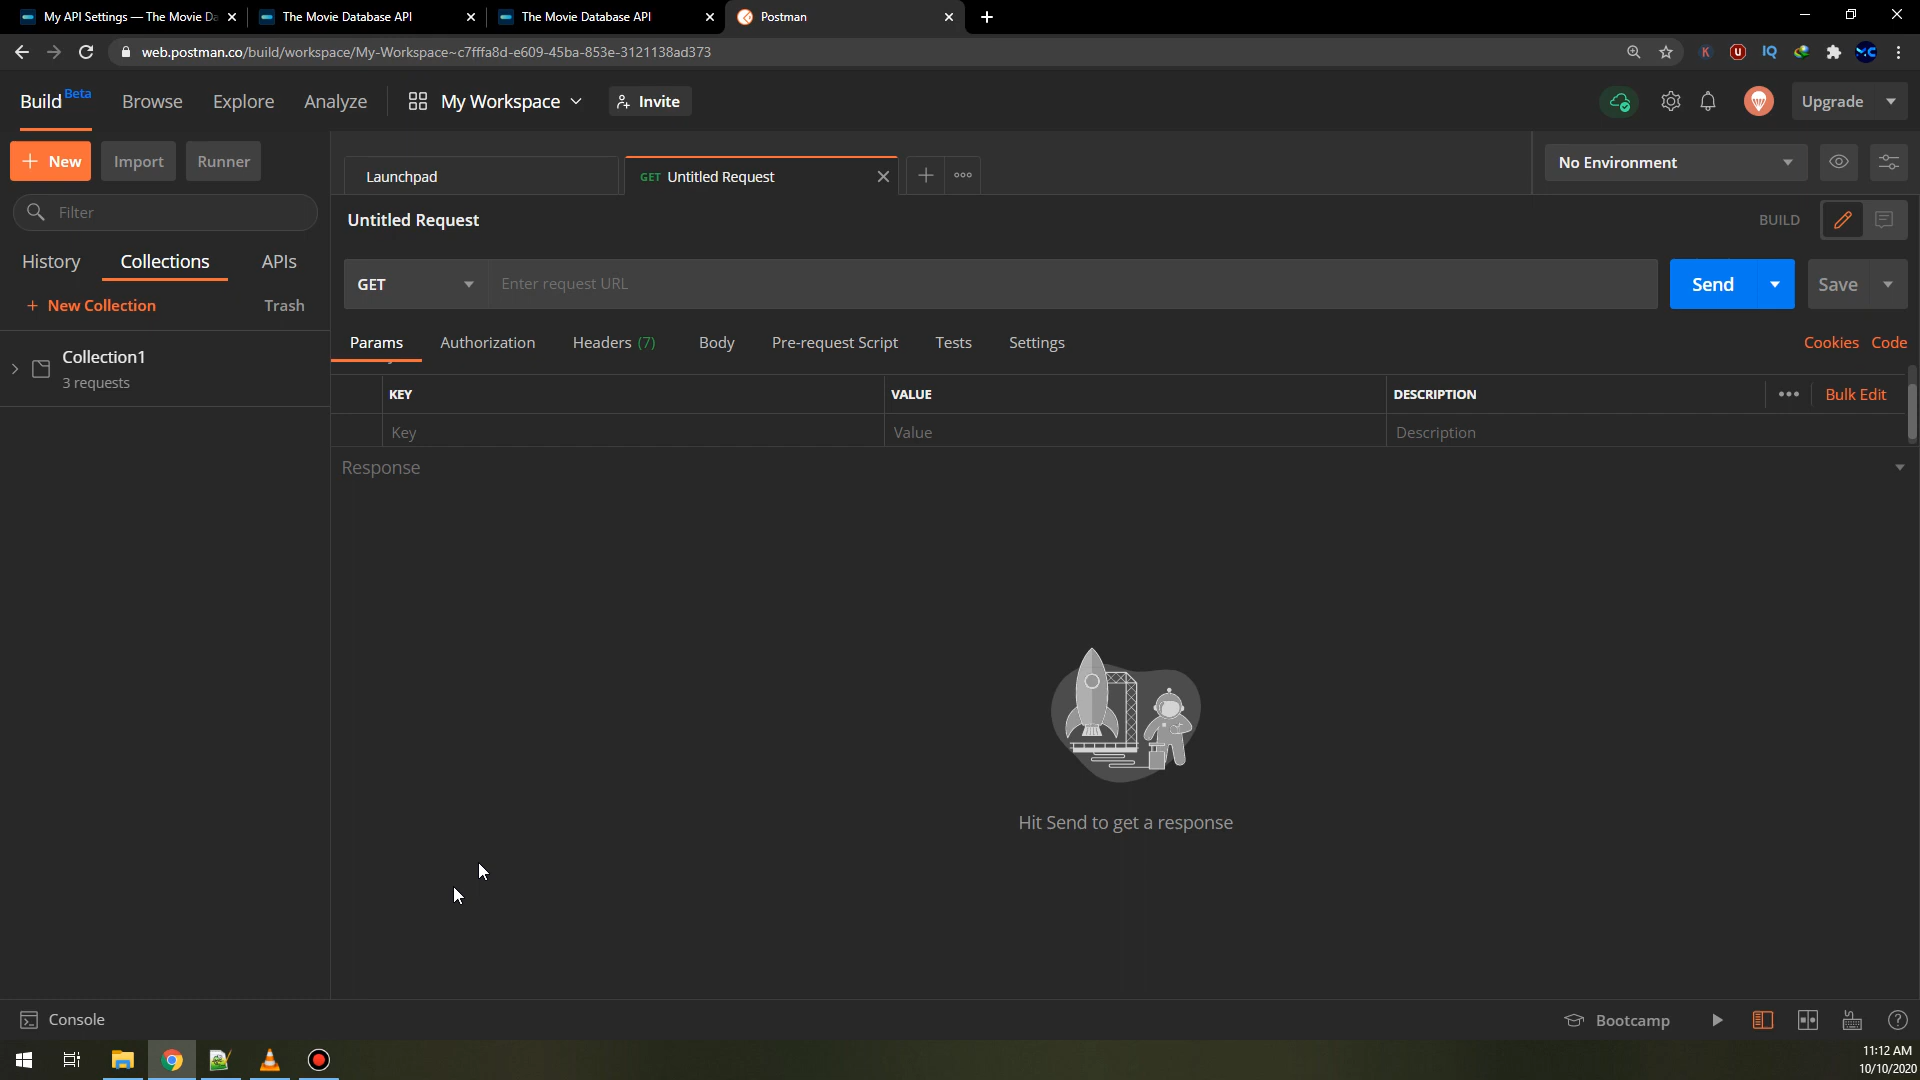 My API Settings — The Movie Da
The Movie Database API
The Movie Database API
Postman
web.postman.co/build/workspace/My-Workspace~c7fffa8d-e609-45ba-853e-3121138ad373
K
U
IQ
Build Beta
Browse
Explore
Analyze
My Workspace
Invite
Upgrade
New
Import
Runner
Launchpad
GET Untitled Request
No Environment
Filter
Untitled Request
BUILD
History
Collections
APIs
GET
Enter request URL
Send
Save
+ New Collection
Trash
Params
Authorization
Headers (7)
Body
Pre-request Script
Tests
Settings
Cookies
Code
Collection1
3 requests
KEY
VALUE
DESCRIPTION
Bulk Edit
Key
Value
Description
Response
Hit Send to get a response
Console
Bootcamp
11:12 AM
10/10/2020